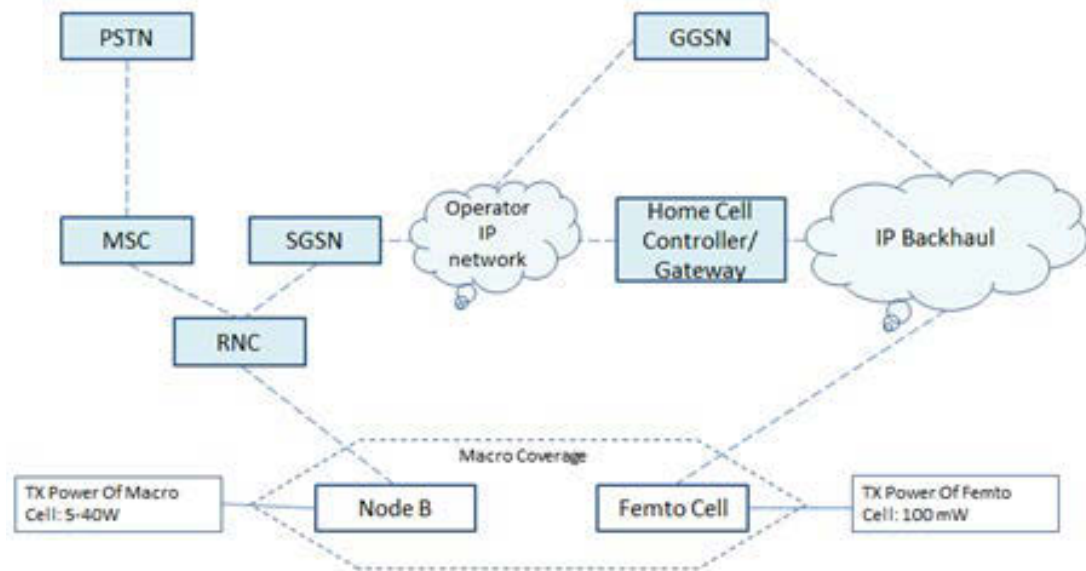 PSTN
GGSN
MSC
SGSN
Operator
IP
network
Home Cell
Controller/
Gateway
IP Backhaul
RNC
Macro Coverage
TX Power Of Macro
Cell: 5-40W
Node B
Femto Cell
TX Power Of Femto
Cell: 100 mW